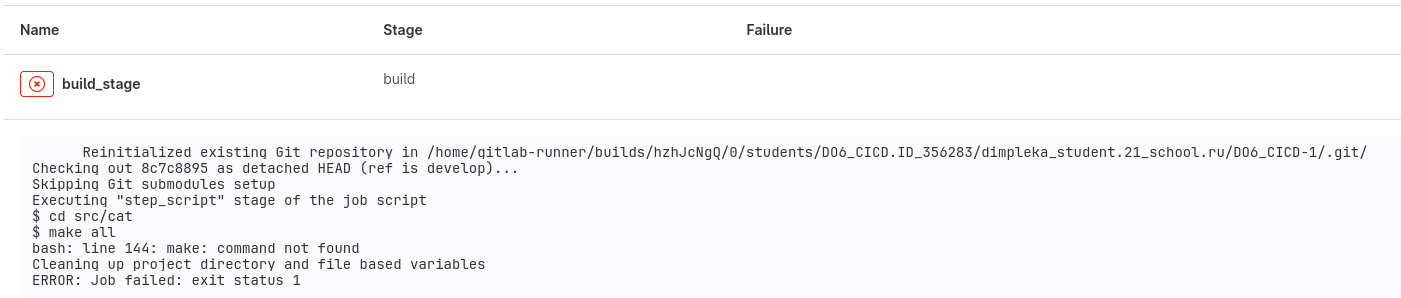 Name Stage Failure
build_stage build
Reinitialized existing Git repository in /home/gitlab-runner/builds/hzhJcNgQ/0/students/DO6_CICD.ID_356283/dimpleka_student.21_school.ru/DO6_CICD-1/.git/
Checking out 8c7c8895 as detached HEAD (ref is develop)...
Skipping Git submodules setup
Executing "step_script" stage of the job script
$ cd src/cat
$ make all
bash: line 144: make: command not found
Cleaning up project directory and file based variables
ERROR: Job failed: exit status 1